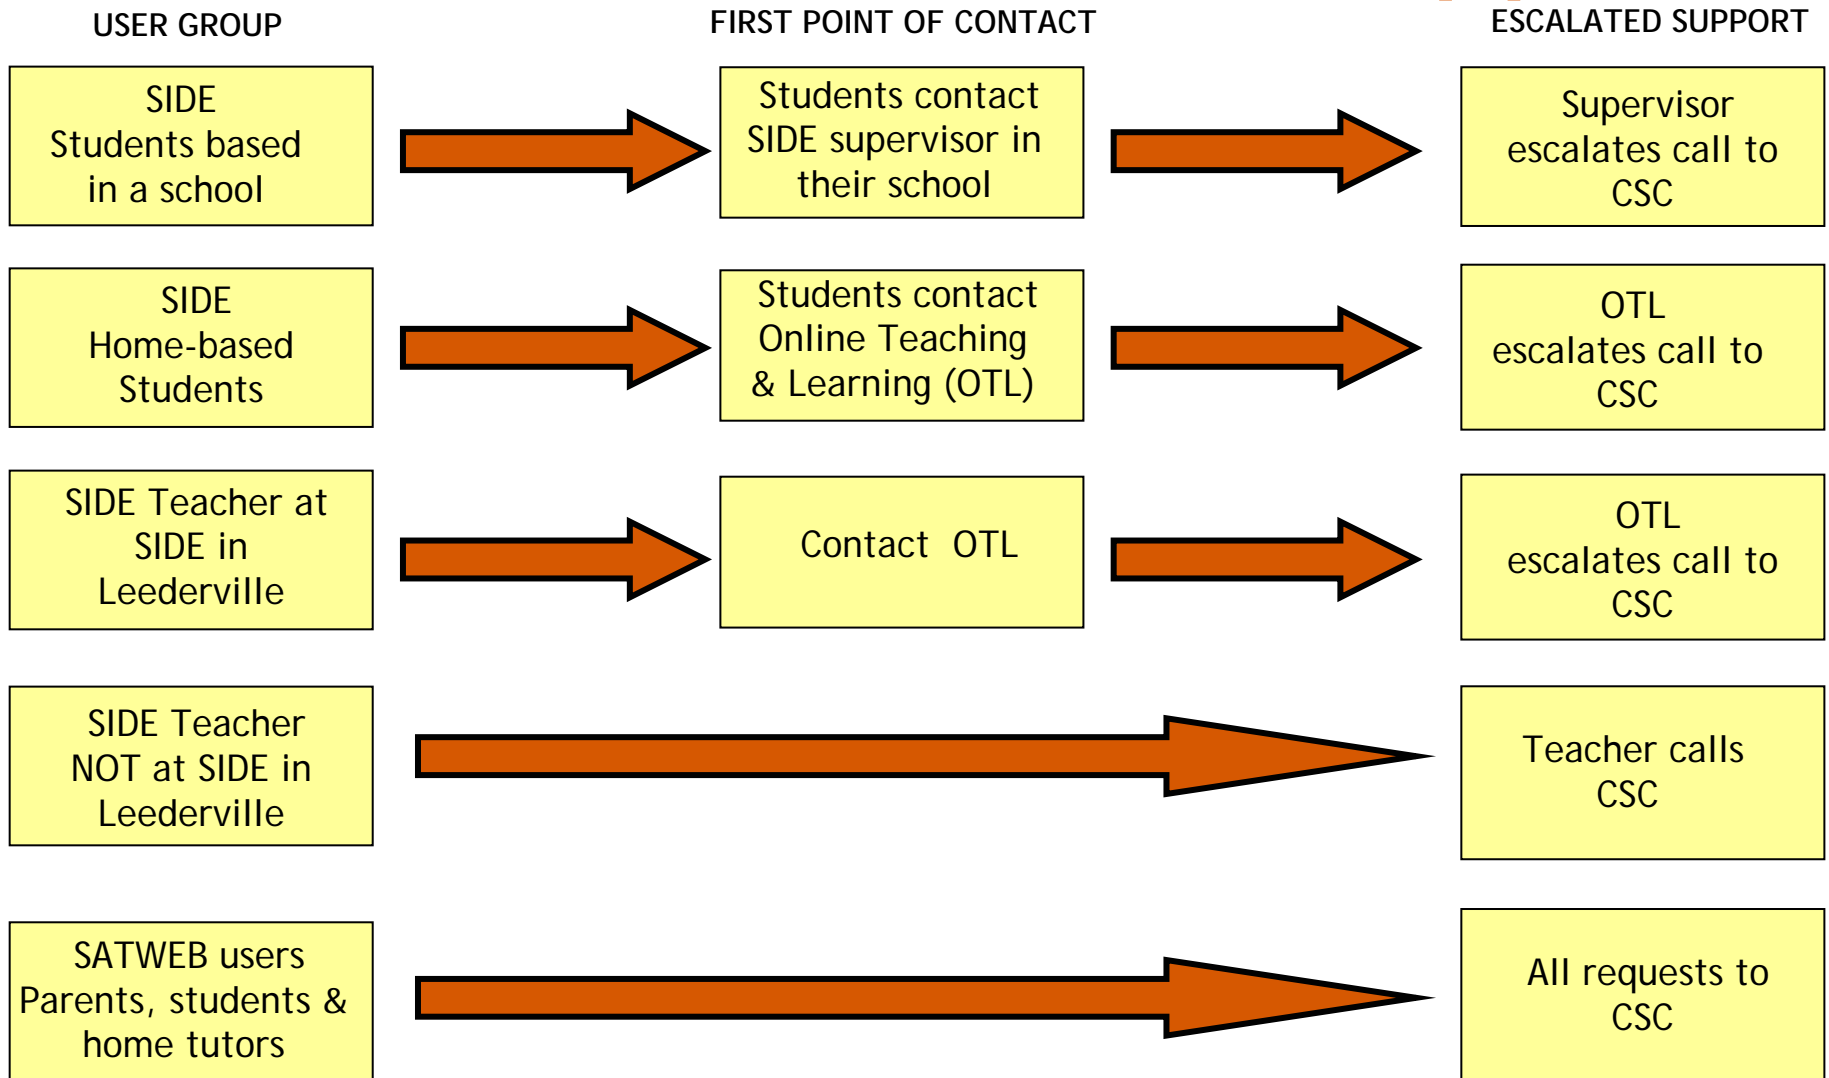 USER GROUP
FIRST POINT OF CONTACT
ESCALATED SUPPORT
SIDE
Students based
in a school
Students contact
SIDE supervisor in
their school
Supervisor
escalates call to
CSC
SIDE
Home-based
Students
Students contact
Online Teaching
& Learning (OTL)
OTL
escalates call to
CSC
SIDE Teacher at
SIDE in
Leederville
Contact OTL
OTL
escalates call to
CSC
SIDE Teacher
NOT at SIDE in
Leederville
Teacher calls
CSC
SATWEB users
Parents, students &
home tutors
All requests to
CSC